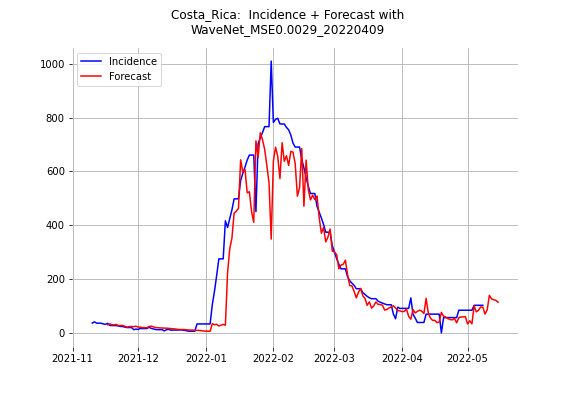 Costa_Rica:  Incidence + Forecast with
WaveNet_MSE0.0029_20220409
Incidence
Forecast
1000
800
600
400
200
0
2021-11 2021-12 2022-01 2022-02 2022-03 2022-04 2022-05